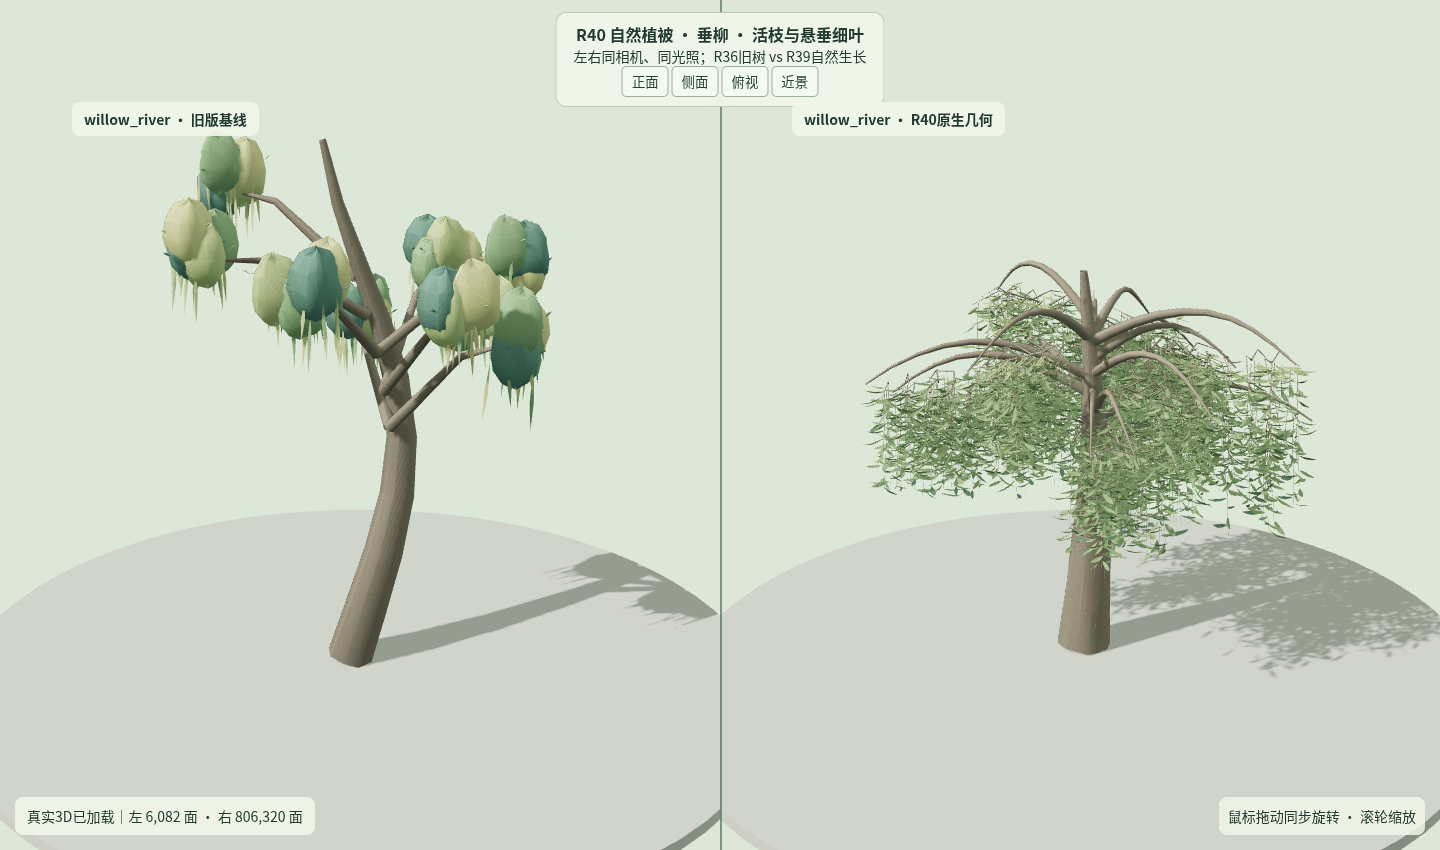 R40 自然植被 · 垂柳 · 活枝与悬垂细叶
左右同相机、同光照；R36旧树 vs R39自然生长
正面 侧面 俯视 近景
willow_river · 旧版基线
willow_river · R40原生几何
真实3D已加载｜左 6,082 面 · 右 806,320 面
鼠标拖动同步旋转 · 滚轮缩放